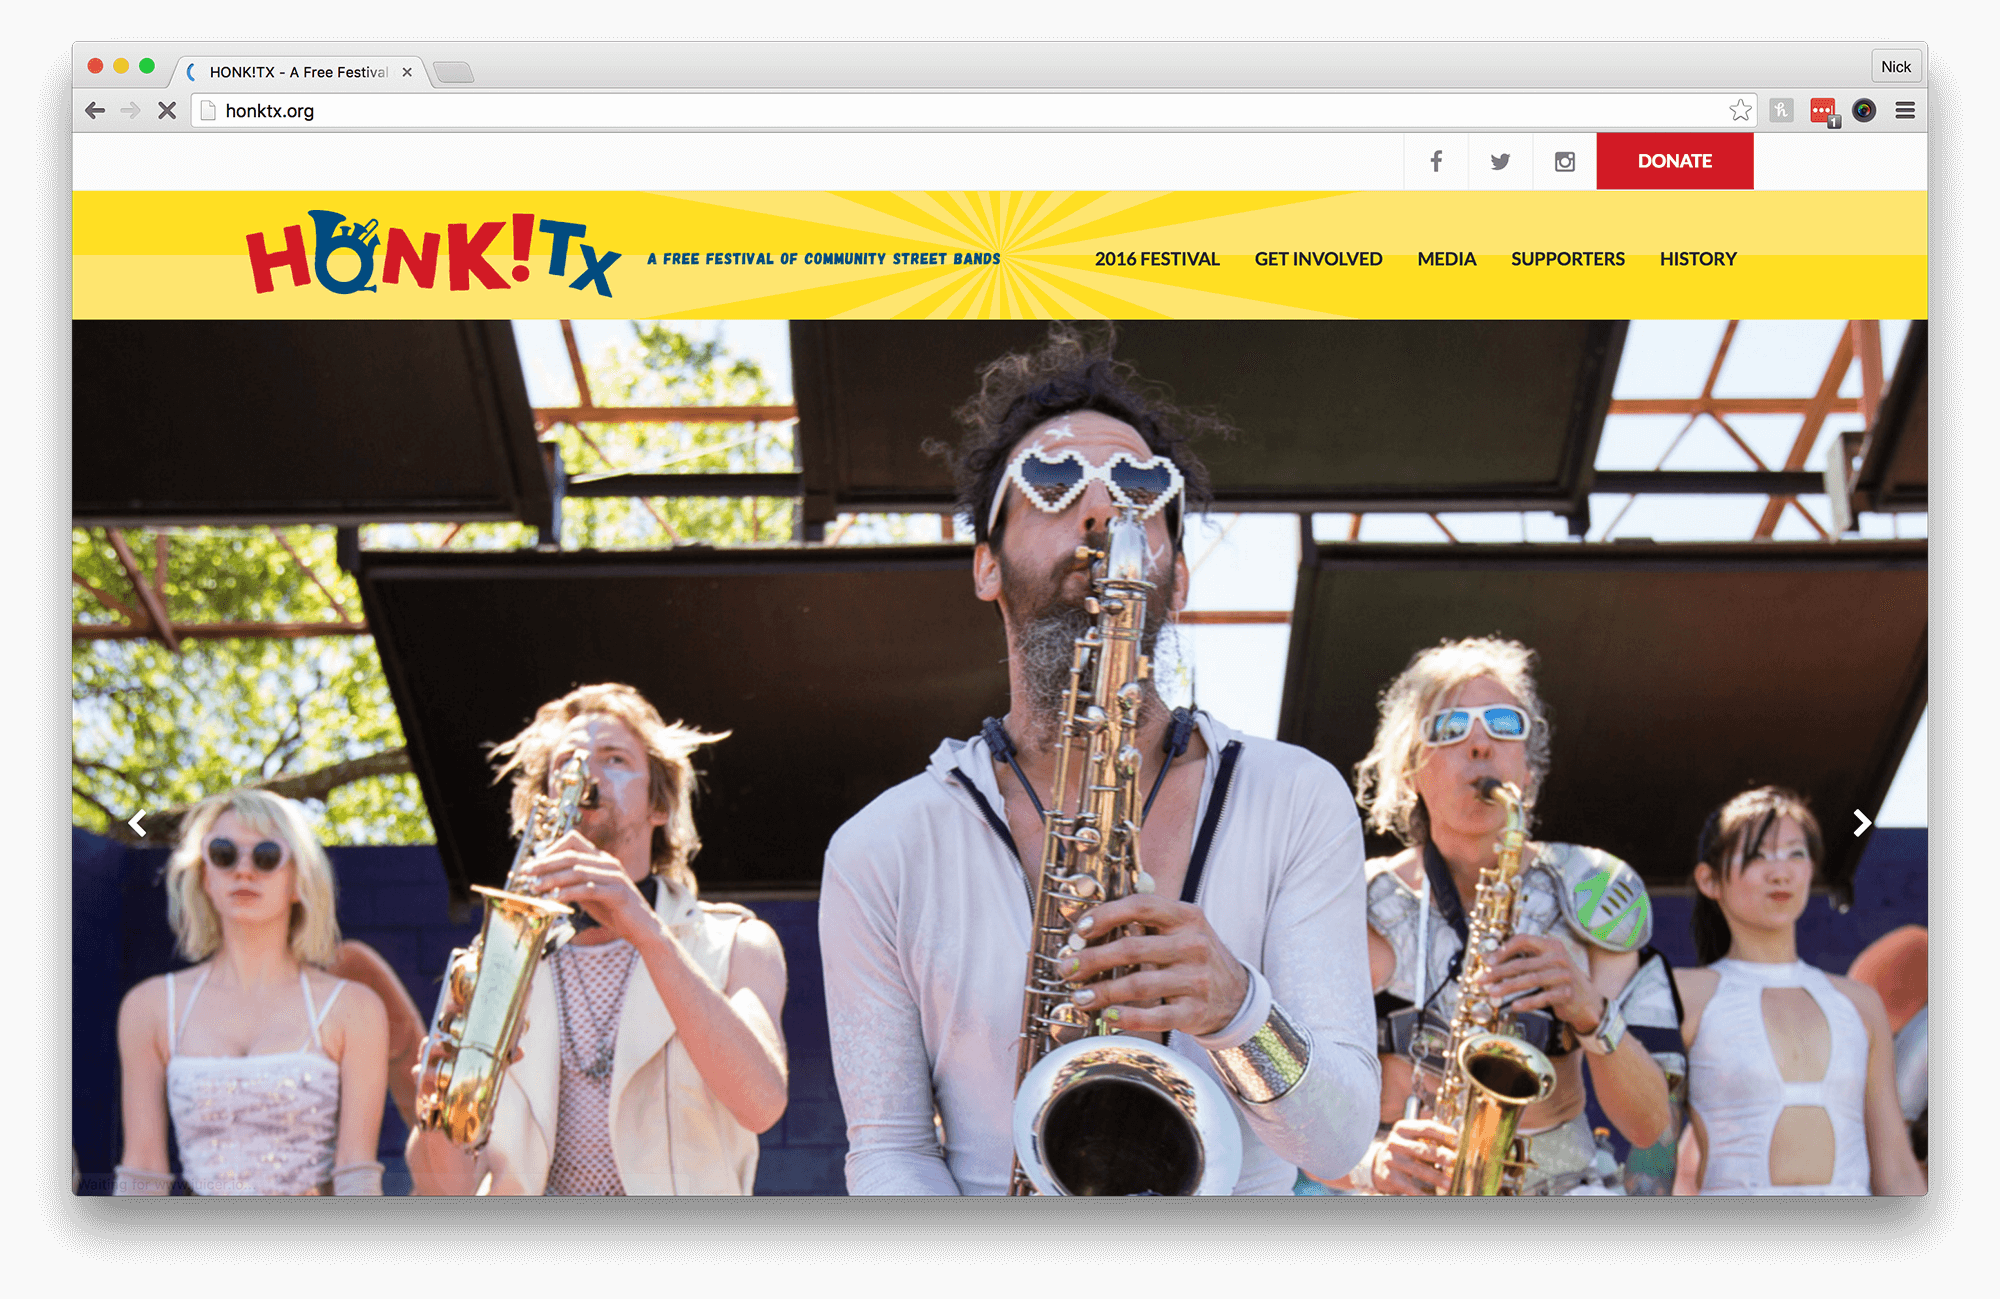 HONK!TX - A Free Festival
Nick
honktx.org
1
DONATE
HONK!TX
A FREE FESTIVAL OF COMMUNITY STREET BANDS
2016 FESTIVAL
GET INVOLVED
MEDIA
SUPPORTERS
HISTORY
Waiting for